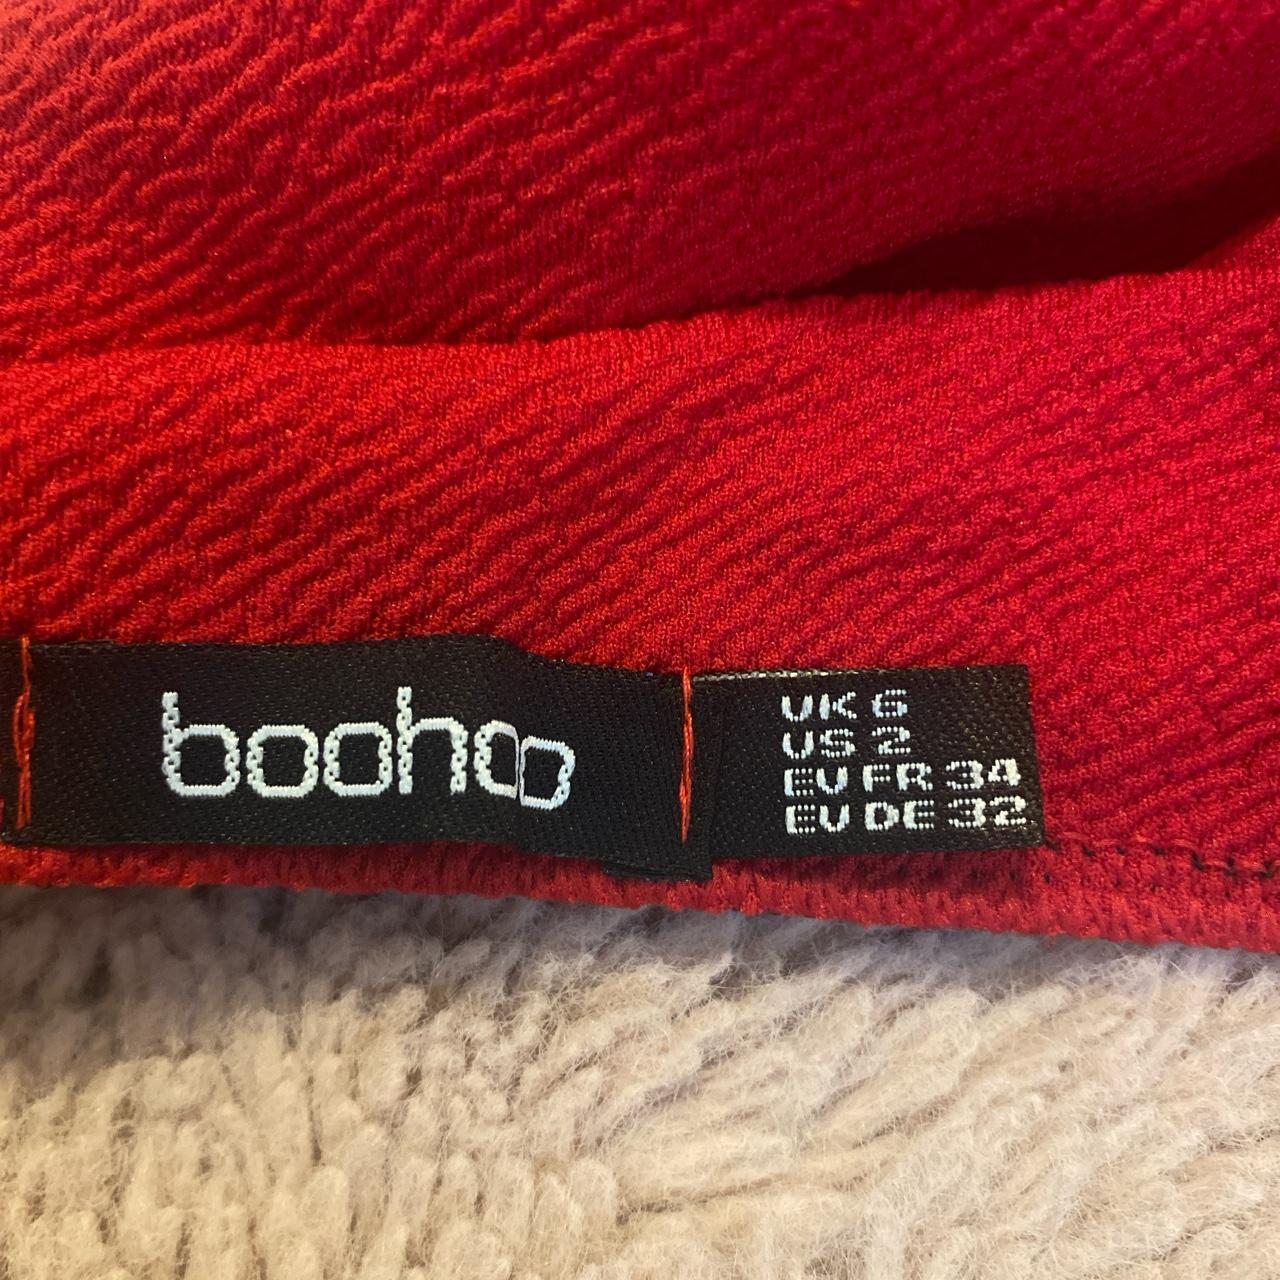 boohoo
UK 6
US 2
EU FR 34
EU DE 32